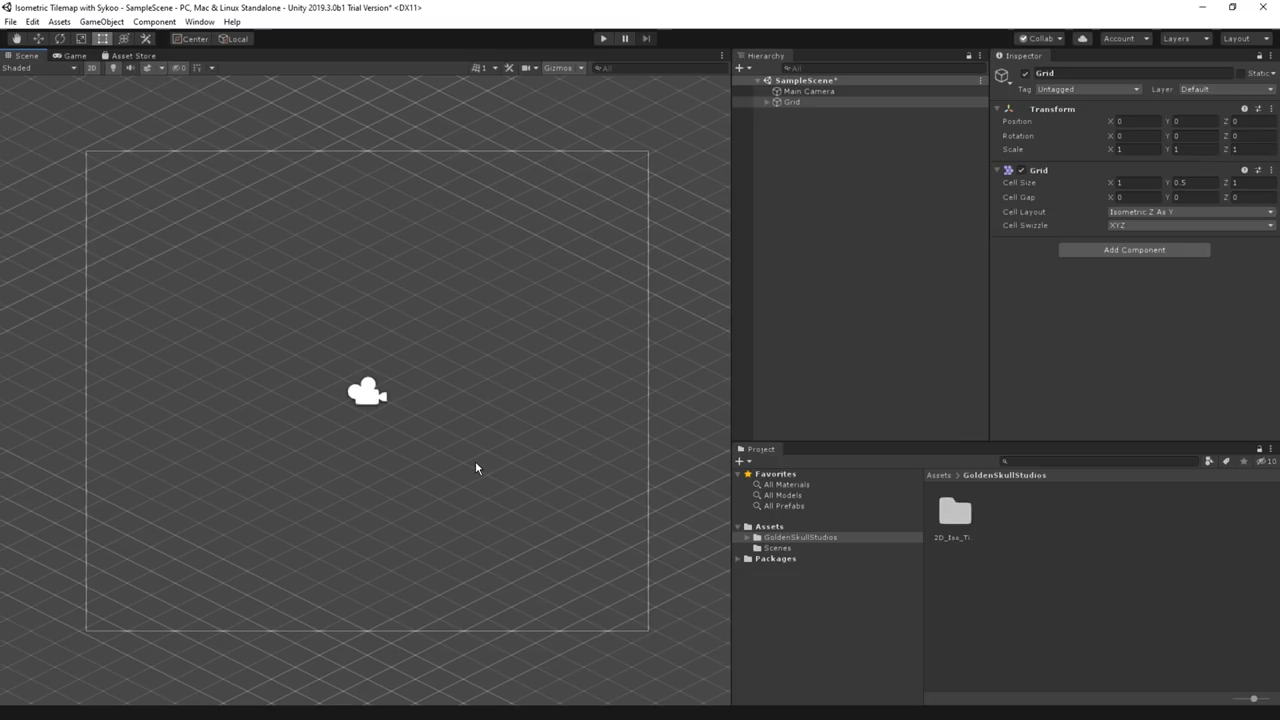 Isometric Tilemap with Sykoo - SampleScene - PC, Mac & Linux Standalone - Unity 2019.3.0b1 Trial Version* <DX11>
File Edit Assets GameObject Component Window Help
Center Local Collab Account Layers Layout
Scene Game Asset Store
Shaded 2D 0 1 Gizmos All
Hierarchy
All
SampleScene*
Main Camera
Grid
Inspector
Grid Static
Tag Untagged Layer Default
Transform
Position X 0 Y 0 Z 0
Rotation X 0 Y 0 Z 0
Scale X 1 Y 1 Z 1
Grid
Cell Size X 1 Y 0.5 Z 1
Cell Gap X 0 Y 0 Z 0
Cell Layout Isometric Z As Y
Cell Swizzle XYZ
Add Component
Project
10
Favorites
All Materials
All Models
All Prefabs
Assets
GoldenSkullStudios
Scenes
Packages
Assets > GoldenSkullStudios
2D_Iso_Ti...